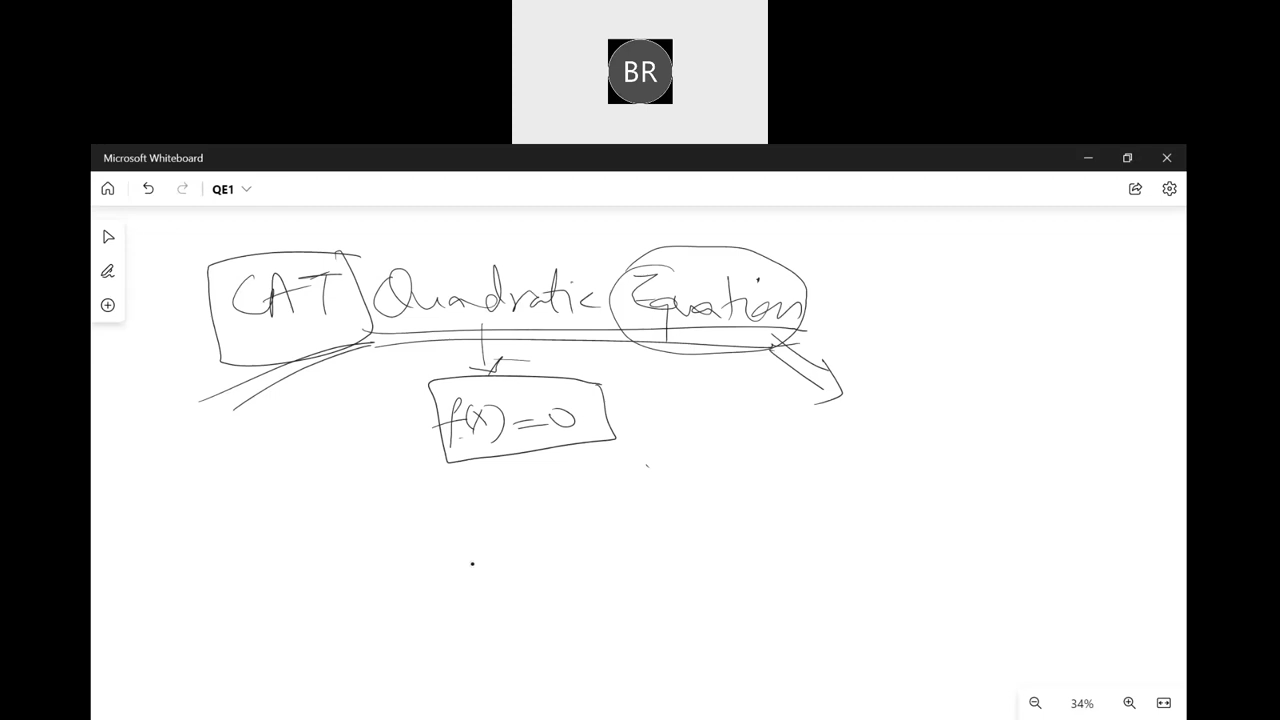 BR
Microsoft Whiteboard
QE1
CAT Quadratic Equation
f(x) = 0
34%